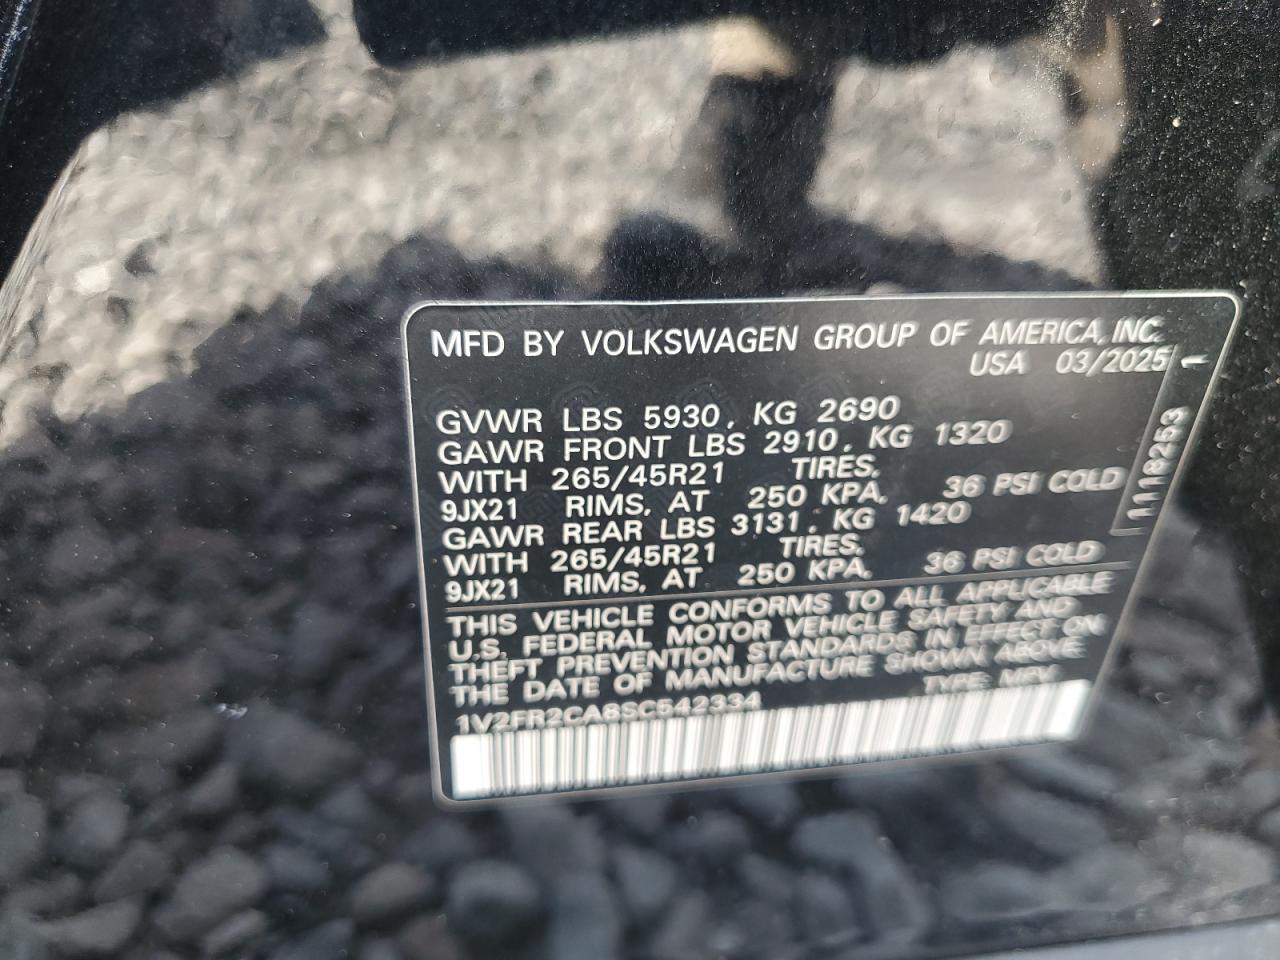 MFD BY VOLKSWAGEN GROUP OF AMERICA, INC.
USA 03/2025
GVWR LBS 5930, KG 2690
GAWR FRONT LBS 2910, KG 1320
WITH 265/45R21 TIRES,
9JX21 RIMS, AT 250 KPA, 36 PSI COLD
GAWR REAR LBS 3131, KG 1420
WITH 265/45R21 TIRES,
9JX21 RIMS, AT 250 KPA, 36 PSI COLD
THIS VEHICLE CONFORMS TO ALL APPLICABLE
U.S. FEDERAL MOTOR VEHICLE SAFETY AND
THEFT PREVENTION STANDARDS IN EFFECT ON
THE DATE OF MANUFACTURE SHOWN ABOVE
TYPE: MPV
1V2FR2CA8SC542334
1118253 1